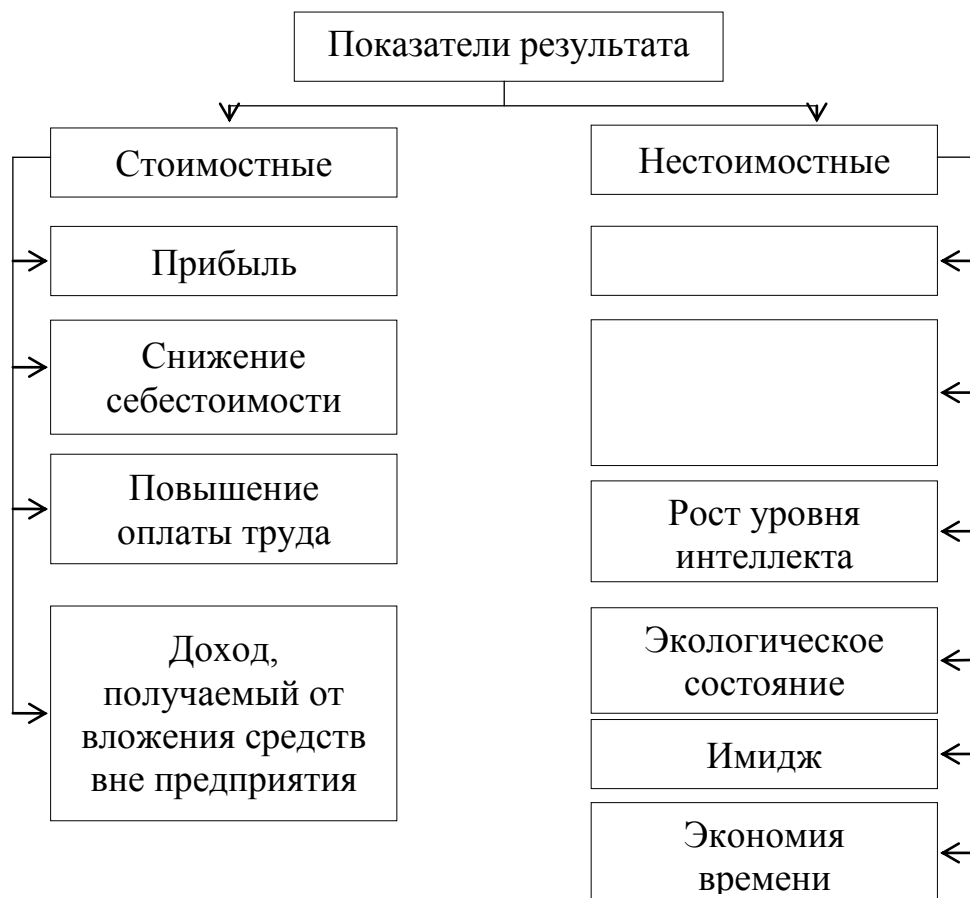 Показатели результата
Стоимостные
Нестоимостные
Прибыль
Снижение
себестоимости
Повышение
оплаты труда
Доход,
получаемый от
вложения средств
вне предприятия
Рост уровня
интеллекта
Экологическое
состояние
Имидж
Экономия
времени